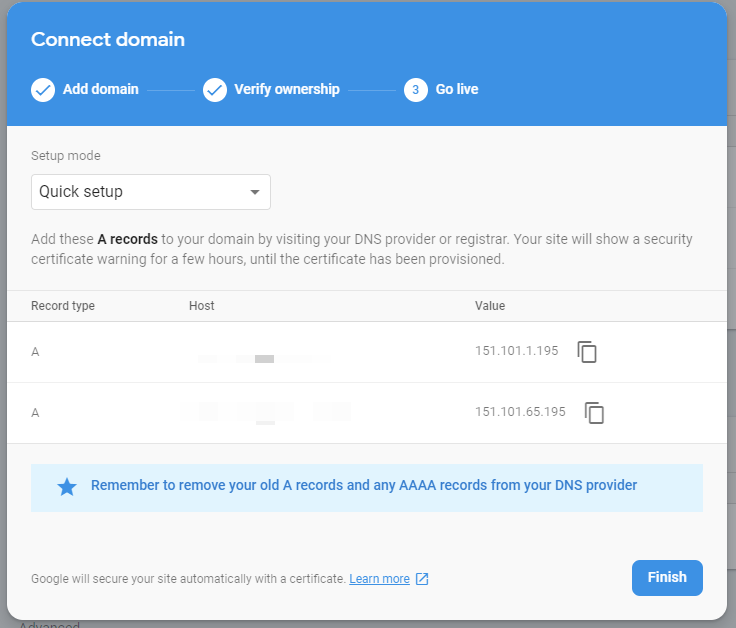 Connect domain
Add domain
Verify ownership
3 Go live
Setup mode
Quick setup
Add these A records to your domain by visiting your DNS provider or registrar. Your site will show a security
certificate warning for a few hours, until the certificate has been provisioned.
Record type Host Value
A 151.101.1.195
A 151.101.65.195
Remember to remove your old A records and any AAAA records from your DNS provider
Google will secure your site automatically with a certificate. Learn more
Finish
Advanced